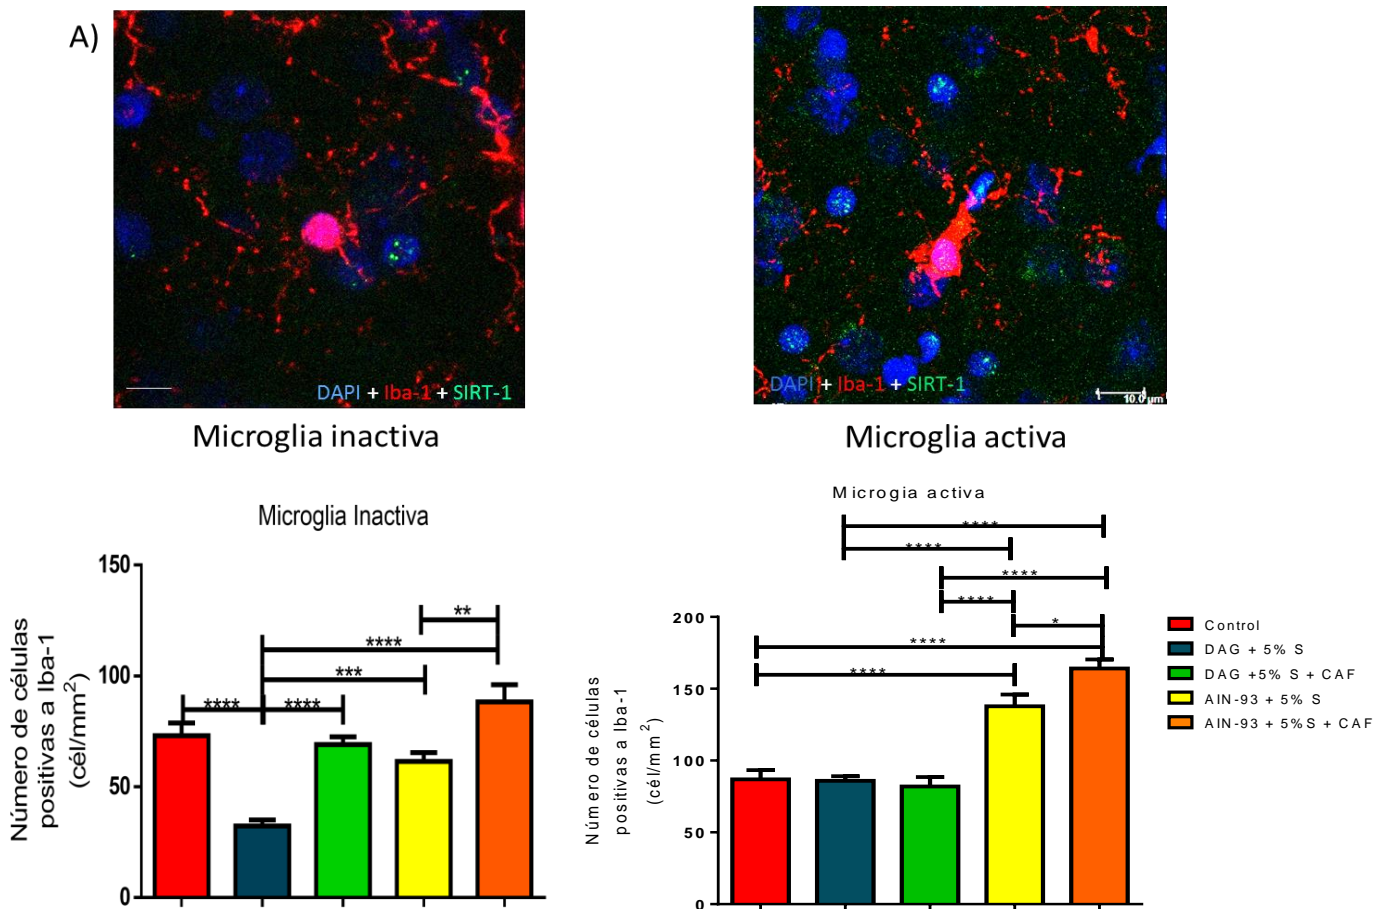 A)
DAPI + Iba-1 + SIRT-1
DAPI + Iba-1 + SIRT-1
10.0 µm
Microglia inactiva
Microglia activa
Microglia Inactiva
Número de células
positivas a Iba-1
(cél/mm²)
150
100
50
0
****
****
***
****
**
Microgia activa
Número de células
positivas a Iba-1
(cél/mm²)
200
150
100
50
0
****
****
****
****
*
****
****
Control
DAG + 5% S
DAG +5% S + CAF
AIN-93 + 5% S
AIN-93 + 5%S + CAF